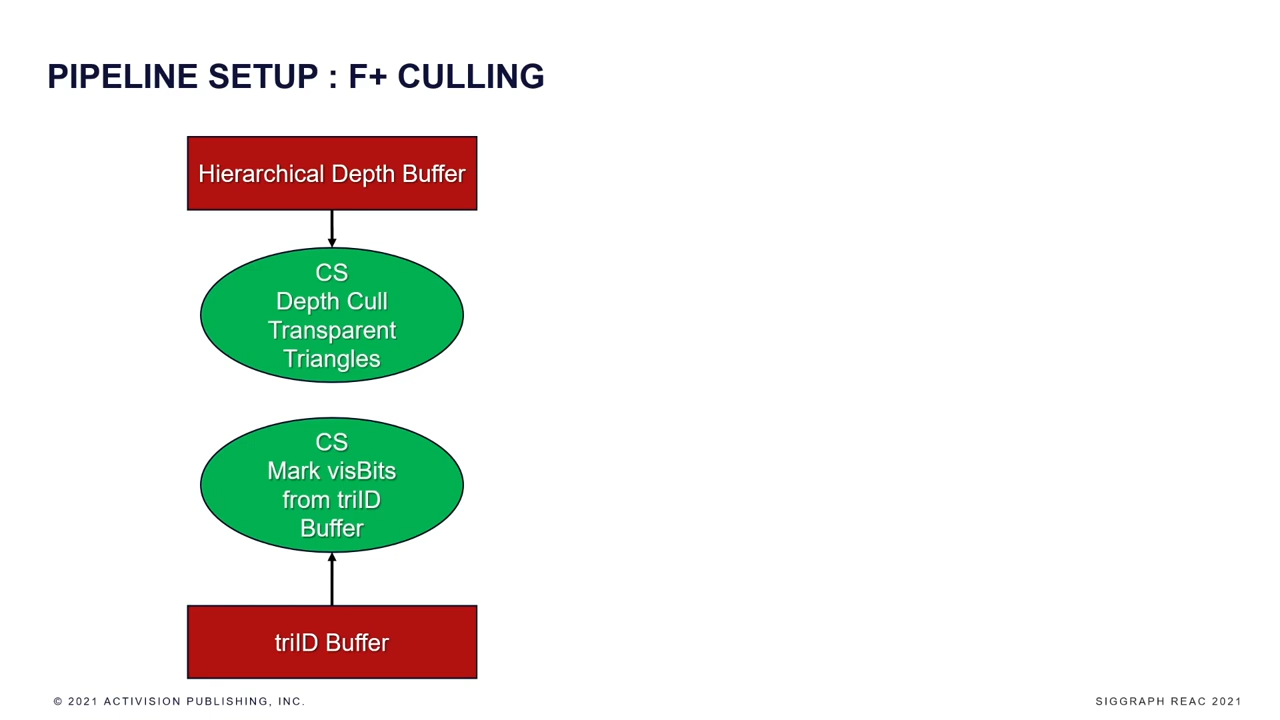 PIPELINE SETUP : F+ CULLING
Hierarchical Depth Buffer
CS
Depth Cull
Transparent
Triangles
CS
Mark visBits
from triID
Buffer
triID Buffer
© 2021 ACTIVISION PUBLISHING, INC.
SIGGRAPH REAC 2021